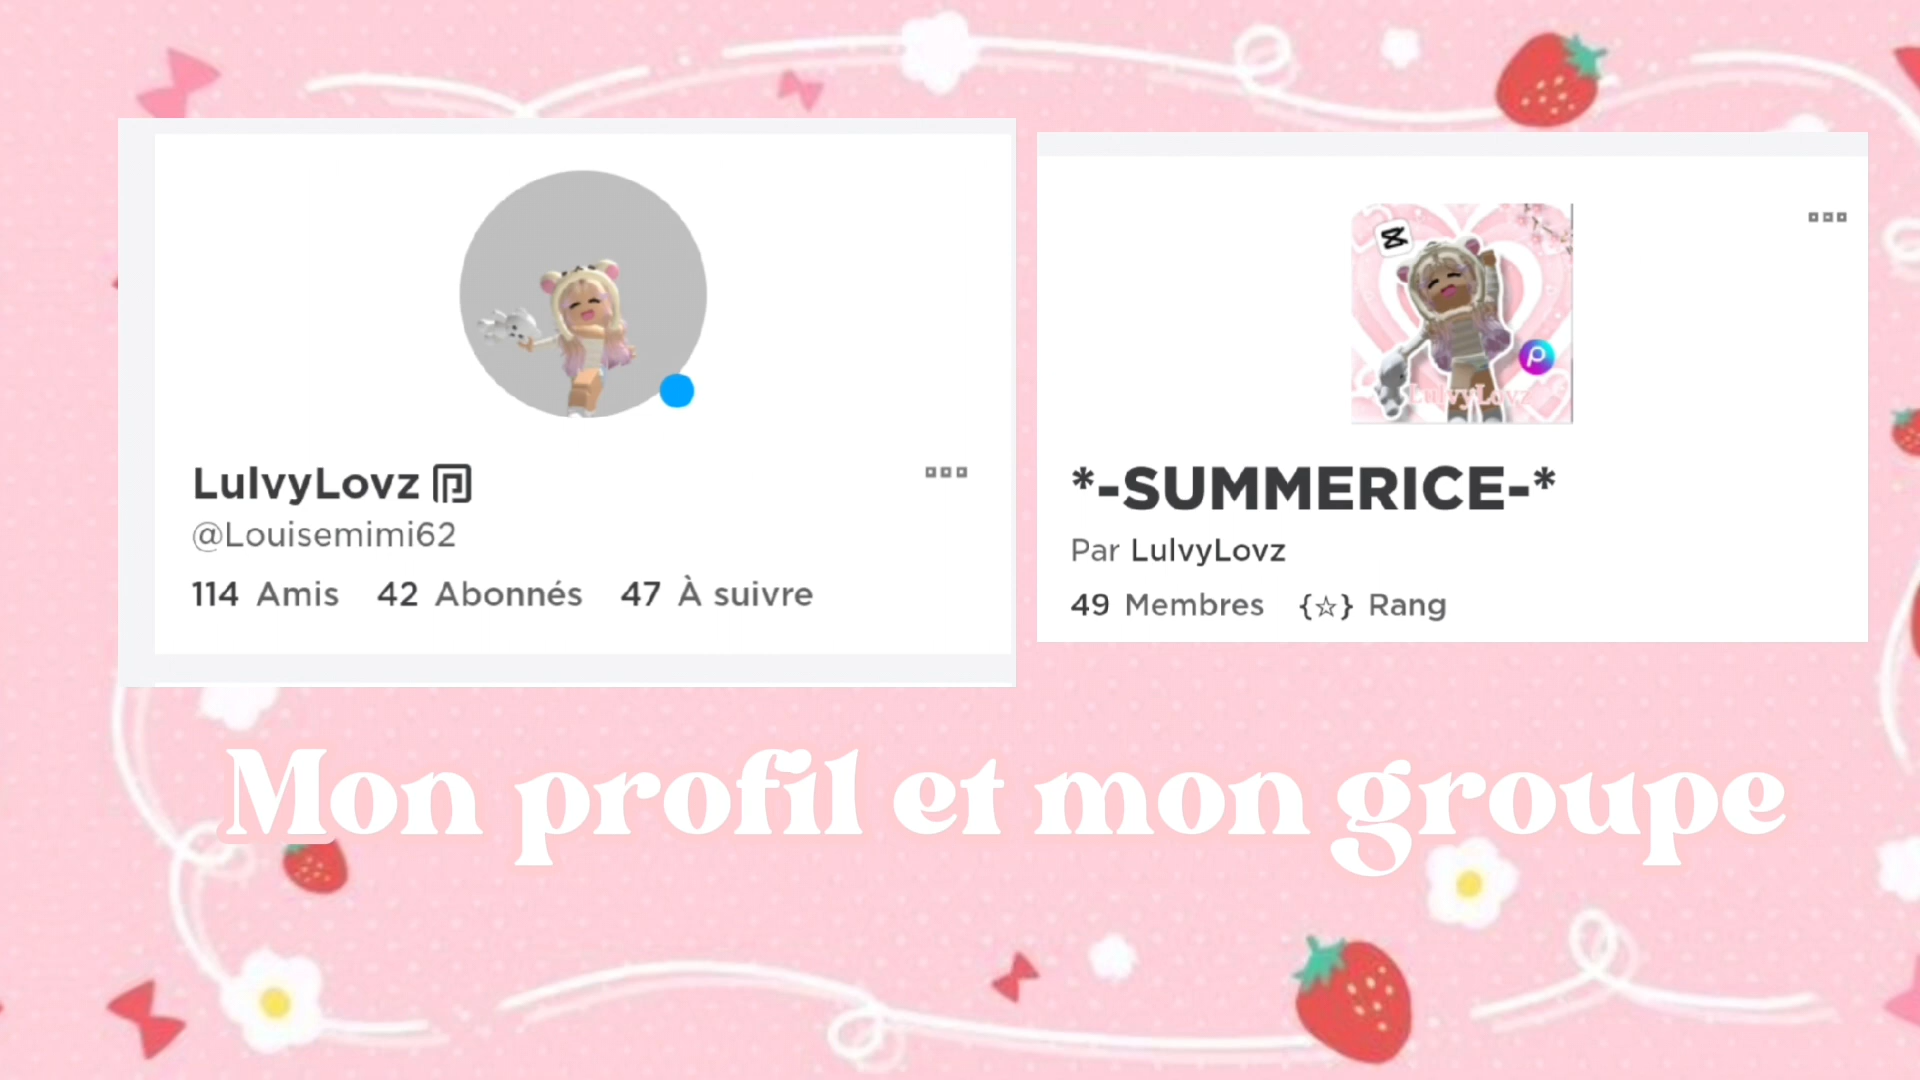 LulvyLovz
@Louisemimi62
114 Amis 42 Abonnés 47 À suivre
LulvyLovz
*-SUMMERICE-*
Par LulvyLovz
49 Membres {☆} Rang
Mon profil et mon groupe